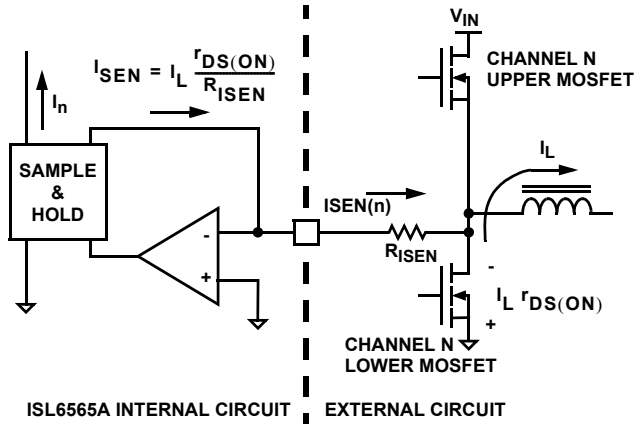 V_IN
CHANNEL N
UPPER MOSFET
I_SEN = I_L r_DS(ON) / R_ISEN
I_n
I_L
SAMPLE
&
HOLD
ISEN(n)
-
+
R_ISEN
-
I_L r_DS(ON)
+
CHANNEL N
LOWER MOSFET
ISL6565A INTERNAL CIRCUIT
EXTERNAL CIRCUIT